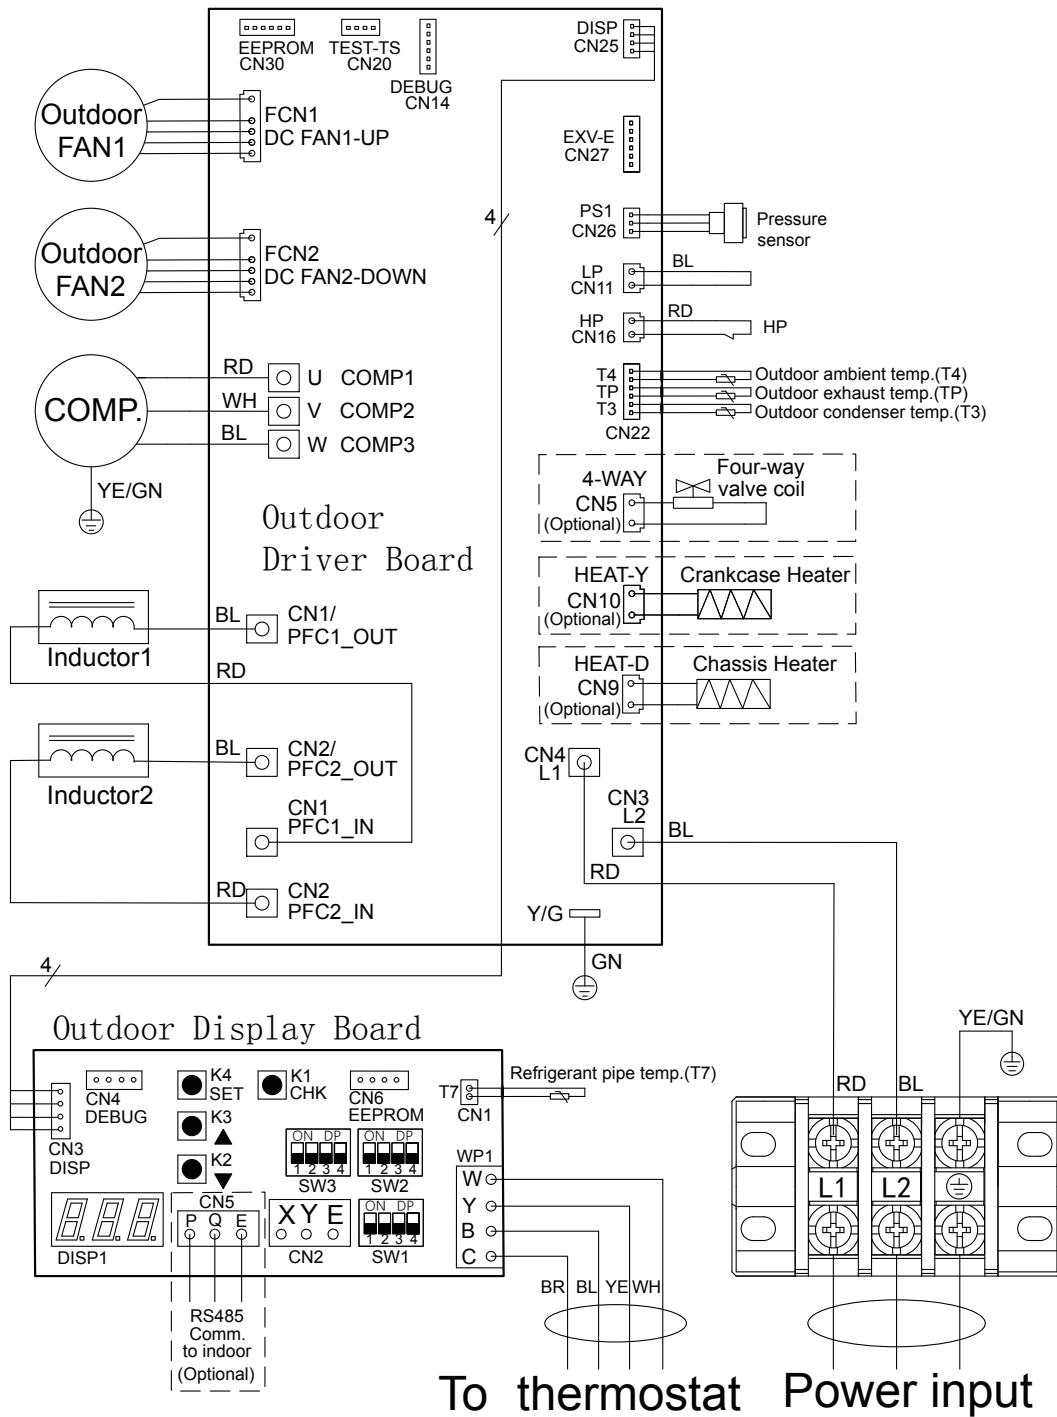 EEPROM
CN30
TEST-TS
CN20
DEBUG
CN14
DISP
CN25
Outdoor
FAN1
FCN1
DC FAN1-UP
EXV-E
CN27
4
PS1
CN26
Pressure
sensor
Outdoor
FAN2
FCN2
DC FAN2-DOWN
LP
CN11
BL
HP
CN16
RD
HP
COMP.
RD
U COMP1
WH
V COMP2
BL
W COMP3
YE/GN
T4
TP
T3
CN22
Outdoor ambient temp.(T4)
Outdoor exhaust temp.(TP)
Outdoor condenser temp.(T3)
4-WAY
CN5
(Optional)
Four-way
valve coil
Outdoor
Driver Board
HEAT-Y
CN10
(Optional)
Crankcase Heater
Inductor1
BL
CN1/
PFC1_OUT
RD
HEAT-D
CN9
(Optional)
Chassis Heater
Inductor2
BL
CN2/
PFC2_OUT
CN1
PFC1_IN
RD
CN2
PFC2_IN
CN4
L1
CN3
L2
BL
RD
Y/G
GN
4
Outdoor Display Board
YE/GN
CN4
DEBUG
K4
SET
K1
CHK
K3
K2
CN6
EEPROM
T7
CN1
Refrigerant pipe temp.(T7)
CN3
DISP
ON DP
1 2 3 4
SW3
ON DP
1 2 3 4
SW2
WP1
W
Y
B
C
CN5
P Q E
X Y E
CN2
ON DP
1 2 3 4
SW1
8.8.8.
DISP1
RS485
Comm.
to indoor
(Optional)
BR BL YE WH
To thermostat
RD BL
L1 L2
Power input